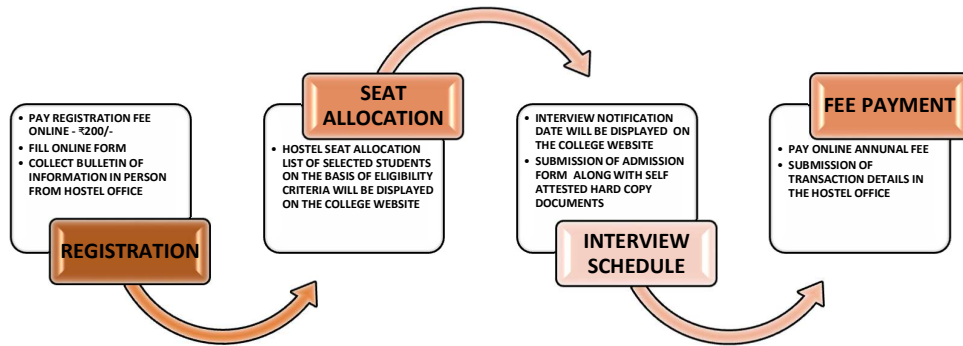 • PAY REGISTRATION FEE
ONLINE - ₹200/-
• FILL ONLINE FORM
• COLLECT BULLETIN OF
INFORMATION IN PERSON
FROM HOSTEL OFFICE
REGISTRATION
SEAT
ALLOCATION
• HOSTEL SEAT ALLOCATION
LIST OF SELECTED STUDENTS
ON THE BASIS OF ELIGIBILITY
CRITERIA WILL BE DISPLAYED
ON THE COLLEGE WEBSITE
• INTERVIEW NOTIFICATION
DATE WILL BE DISPLAYED ON
THE COLLEGE WEBSITE
• SUBMISSION OF ADMISSION
FORM ALONG WITH SELF
ATTESTED HARD COPY
DOCUMENTS
INTERVIEW
SCHEDULE
FEE PAYMENT
• PAY ONLINE ANNUNAL FEE
• SUBMISSION OF
TRANSACTION DETAILS IN
THE HOSTEL OFFICE